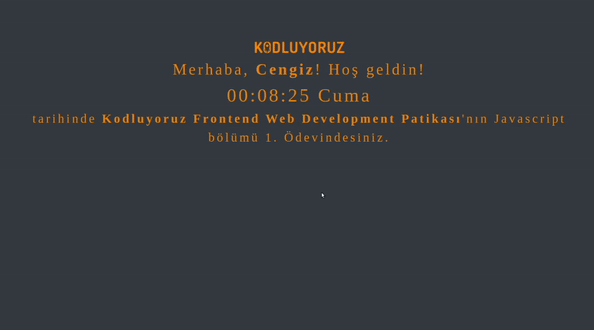 KODLUYORUZ
Merhaba, Cengiz! Hoş geldin!
00:08:25 Cuma
tarihinde Kodluyoruz Frontend Web Development Patikası'nın Javascript
bölümü 1. Ödevindesiniz.